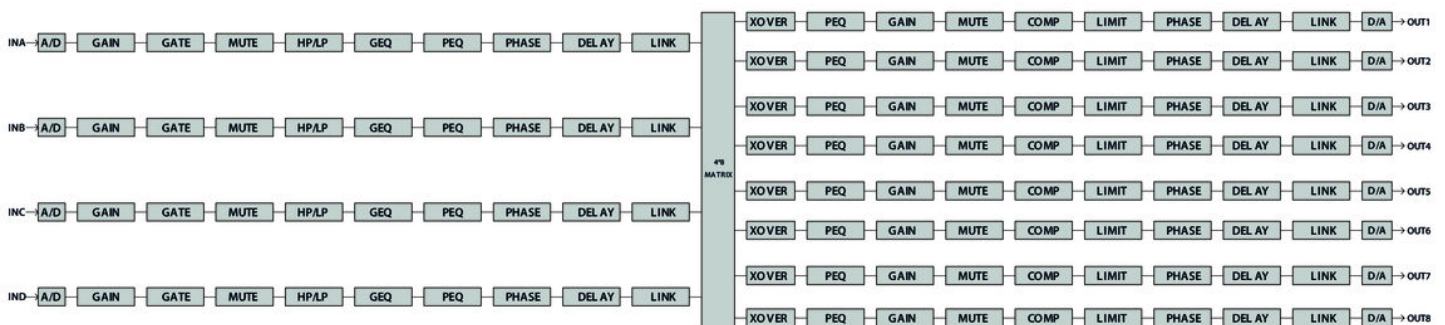 INA A/D GAIN GATE MUTE HP/LP GEQ PEQ PHASE DELAY LINK
INB A/D GAIN GATE MUTE HP/LP GEQ PEQ PHASE DELAY LINK
INC A/D GAIN GATE MUTE HP/LP GEQ PEQ PHASE DELAY LINK
IND A/D GAIN GATE MUTE HP/LP GEQ PEQ PHASE DELAY LINK
4*8
MATRIX
XOVER PEQ GAIN MUTE COMP LIMIT PHASE DELAY LINK D/A OUT1
XOVER PEQ GAIN MUTE COMP LIMIT PHASE DELAY LINK D/A OUT2
XOVER PEQ GAIN MUTE COMP LIMIT PHASE DELAY LINK D/A OUT3
XOVER PEQ GAIN MUTE COMP LIMIT PHASE DELAY LINK D/A OUT4
XOVER PEQ GAIN MUTE COMP LIMIT PHASE DELAY LINK D/A OUT5
XOVER PEQ GAIN MUTE COMP LIMIT PHASE DELAY LINK D/A OUT6
XOVER PEQ GAIN MUTE COMP LIMIT PHASE DELAY LINK D/A OUT7
XOVER PEQ GAIN MUTE COMP LIMIT PHASE DELAY LINK D/A OUT8